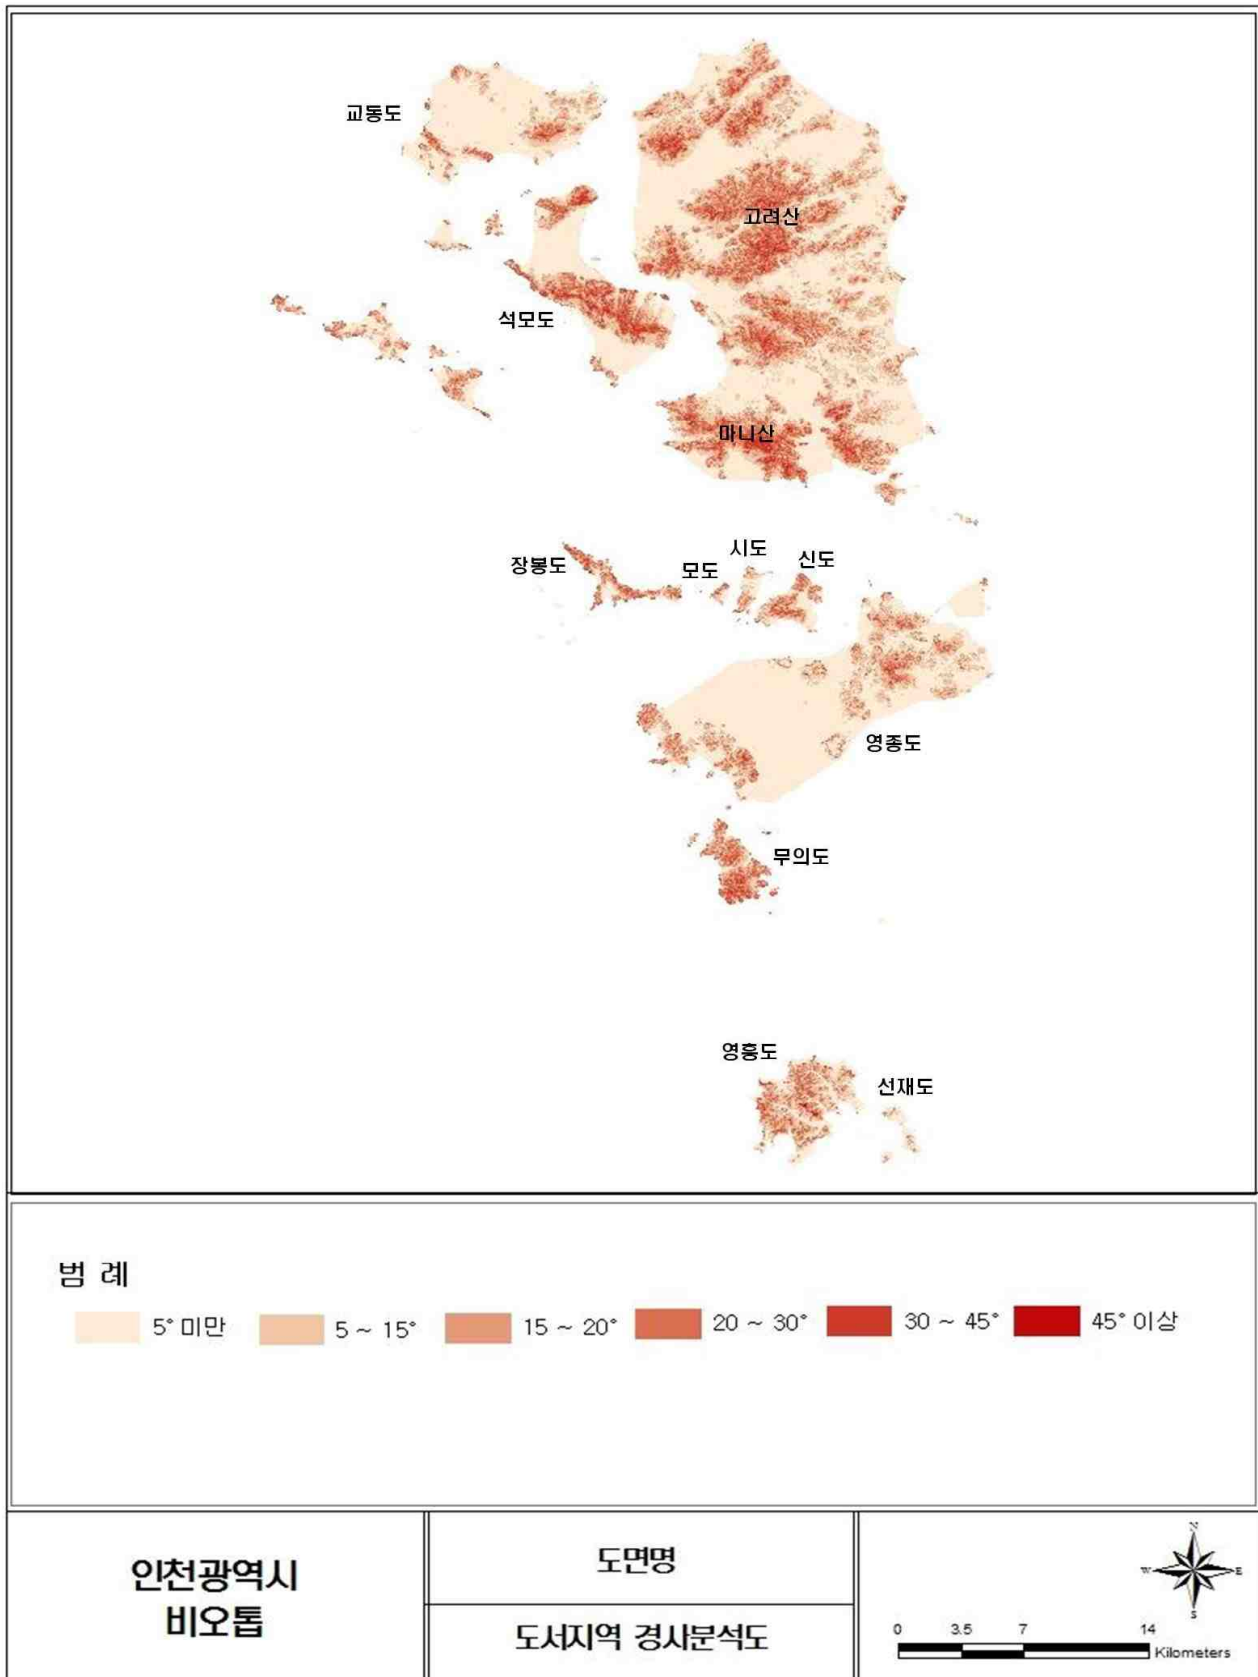 교동도
고려산
석모도
마니산
장봉도
모도
시도
신도
영종도
무의도
영흥도
선재도
범 례
5° 미만
5 ~ 15°
15 ~ 20°
20 ~ 30°
30 ~ 45°
45° 이상
인천광역시
비오톱
도면명
도서지역 경사분석도
N
W
E
S
0 3.5 7 14
Kilometers